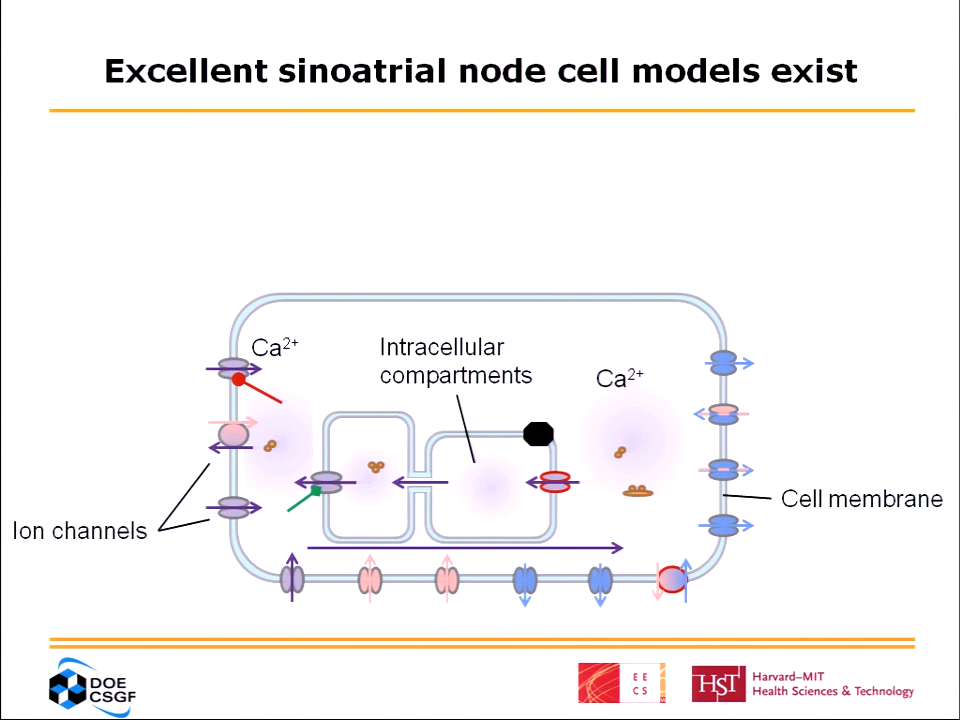 Excellent sinoatrial node cell models exist
Ca²⁺
Intracellular
compartments
Ca²⁺
Cell membrane
Ion channels
DOE
CSGF
E E
C S
HST
Harvard–MIT
Health Sciences & Technology